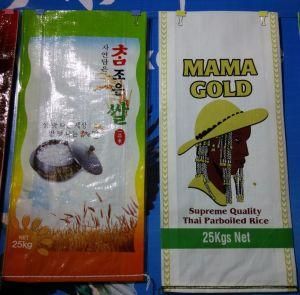 자연담은
참
조은
쌀
NET
25kg
MAMA
GOLD
Supreme Quality
Thai Parboiled Rice
25Kgs Net